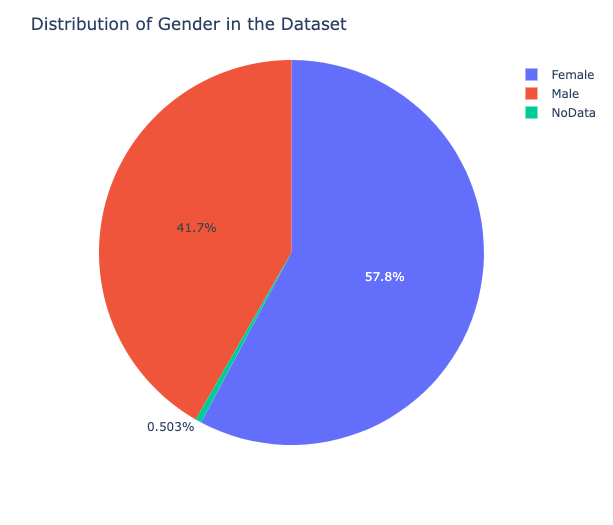 Distribution of Gender in the Dataset
Female
Male
NoData
41.7%
57.8%
0.503%